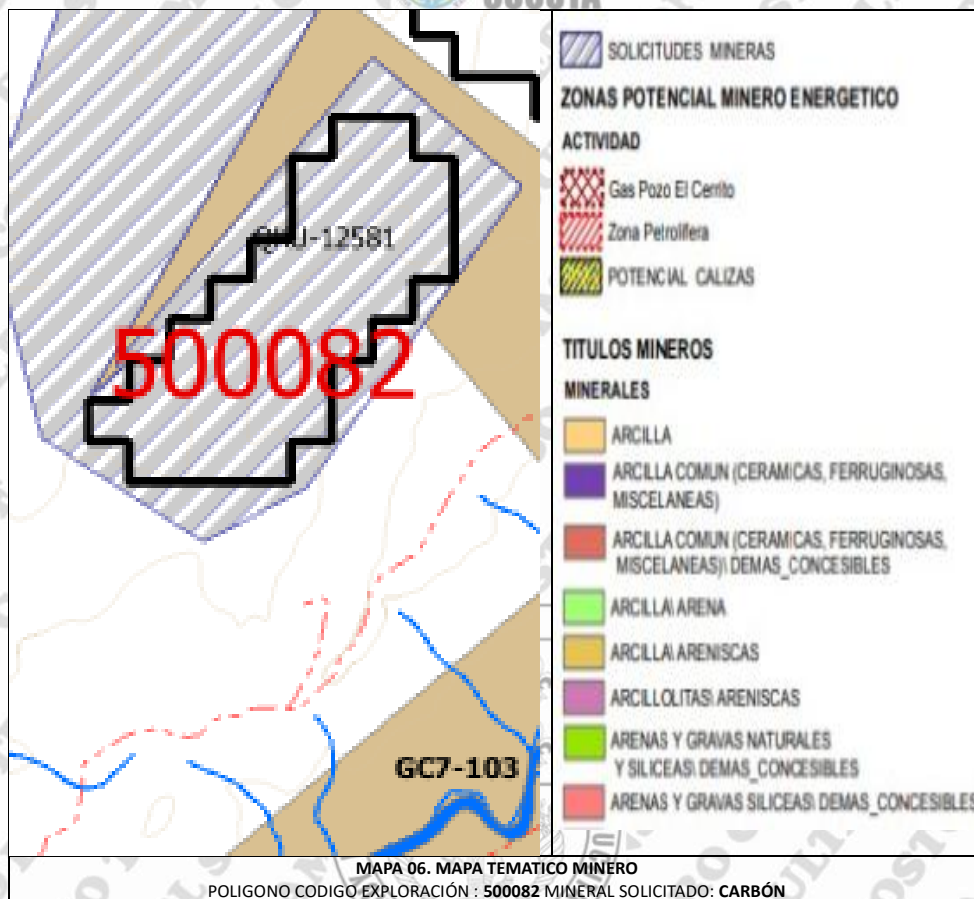 SOLICITUDES MINERAS
ZONAS POTENCIAL MINERO ENERGETICO
ACTIVIDAD
Gas Pozo El Cerrito
Zona Petrolifera
POTENCIAL CALIZAS
TITULOS MINEROS
MINERALES
ARCILLA
ARCILLA COMUN (CERAMICAS, FERRUGINOSAS,
MISCELANEAS)
ARCILLA COMUN (CERAMICAS, FERRUGINOSAS,
MISCELANEAS)\ DEMAS_CONCESIBLES
ARCILLA\ ARENA
ARCILLA\ ARENISCAS
ARCILLOLITAS\ ARENISCAS
ARENAS Y GRAVAS NATURALES
Y SILICEAS\ DEMAS_CONCESIBLES
ARENAS Y GRAVAS SILICEAS\ DEMAS_CONCESIBLES
-12581
500082
GC7-103
MAPA 06. MAPA TEMATICO MINERO
POLIGONO CODIGO EXPLORACIÓN : 500082 MINERAL SOLICITADO: CARBÓN